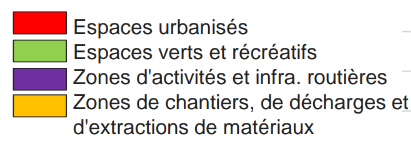 Espaces urbanisés
Espaces verts et récréatifs
Zones d'activités et infra. routières
Zones de chantiers, de décharges et
d'extractions de matériaux